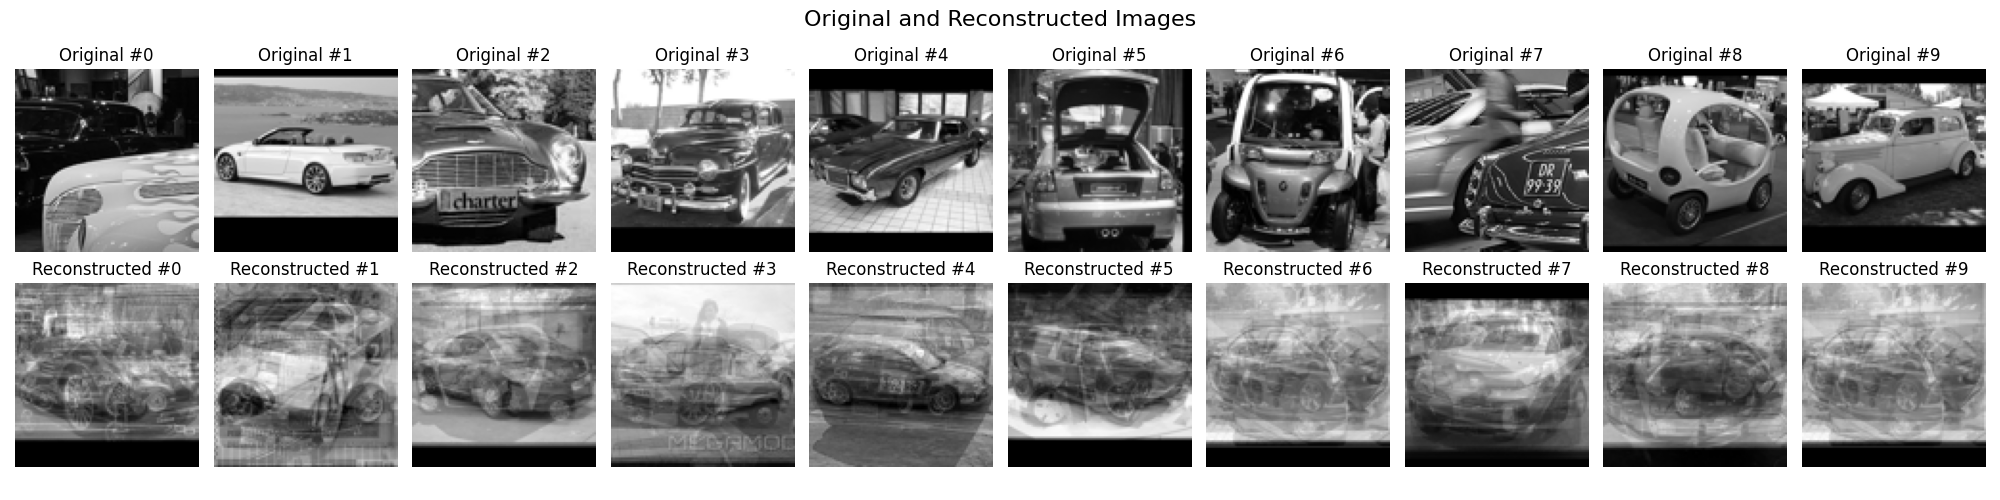 Original and Reconstructed Images
Original #0
Original #1
Original #2
Original #3
Original #4
Original #5
Original #6
Original #7
Original #8
Original #9
charter
DR
99-39
Reconstructed #0
Reconstructed #1
Reconstructed #2
Reconstructed #3
Reconstructed #4
Reconstructed #5
Reconstructed #6
Reconstructed #7
Reconstructed #8
Reconstructed #9
MEGAMOD